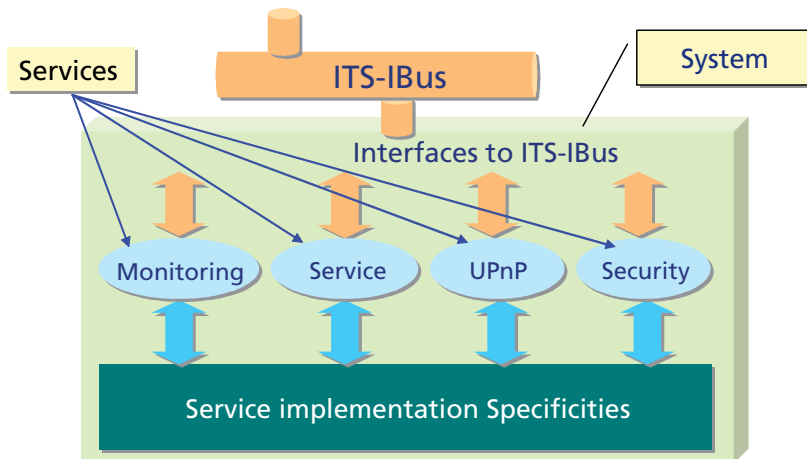 Services
ITS-IBus
System
Interfaces to ITS-IBus
Monitoring
Service
UPnP
Security
Service implementation Specificities